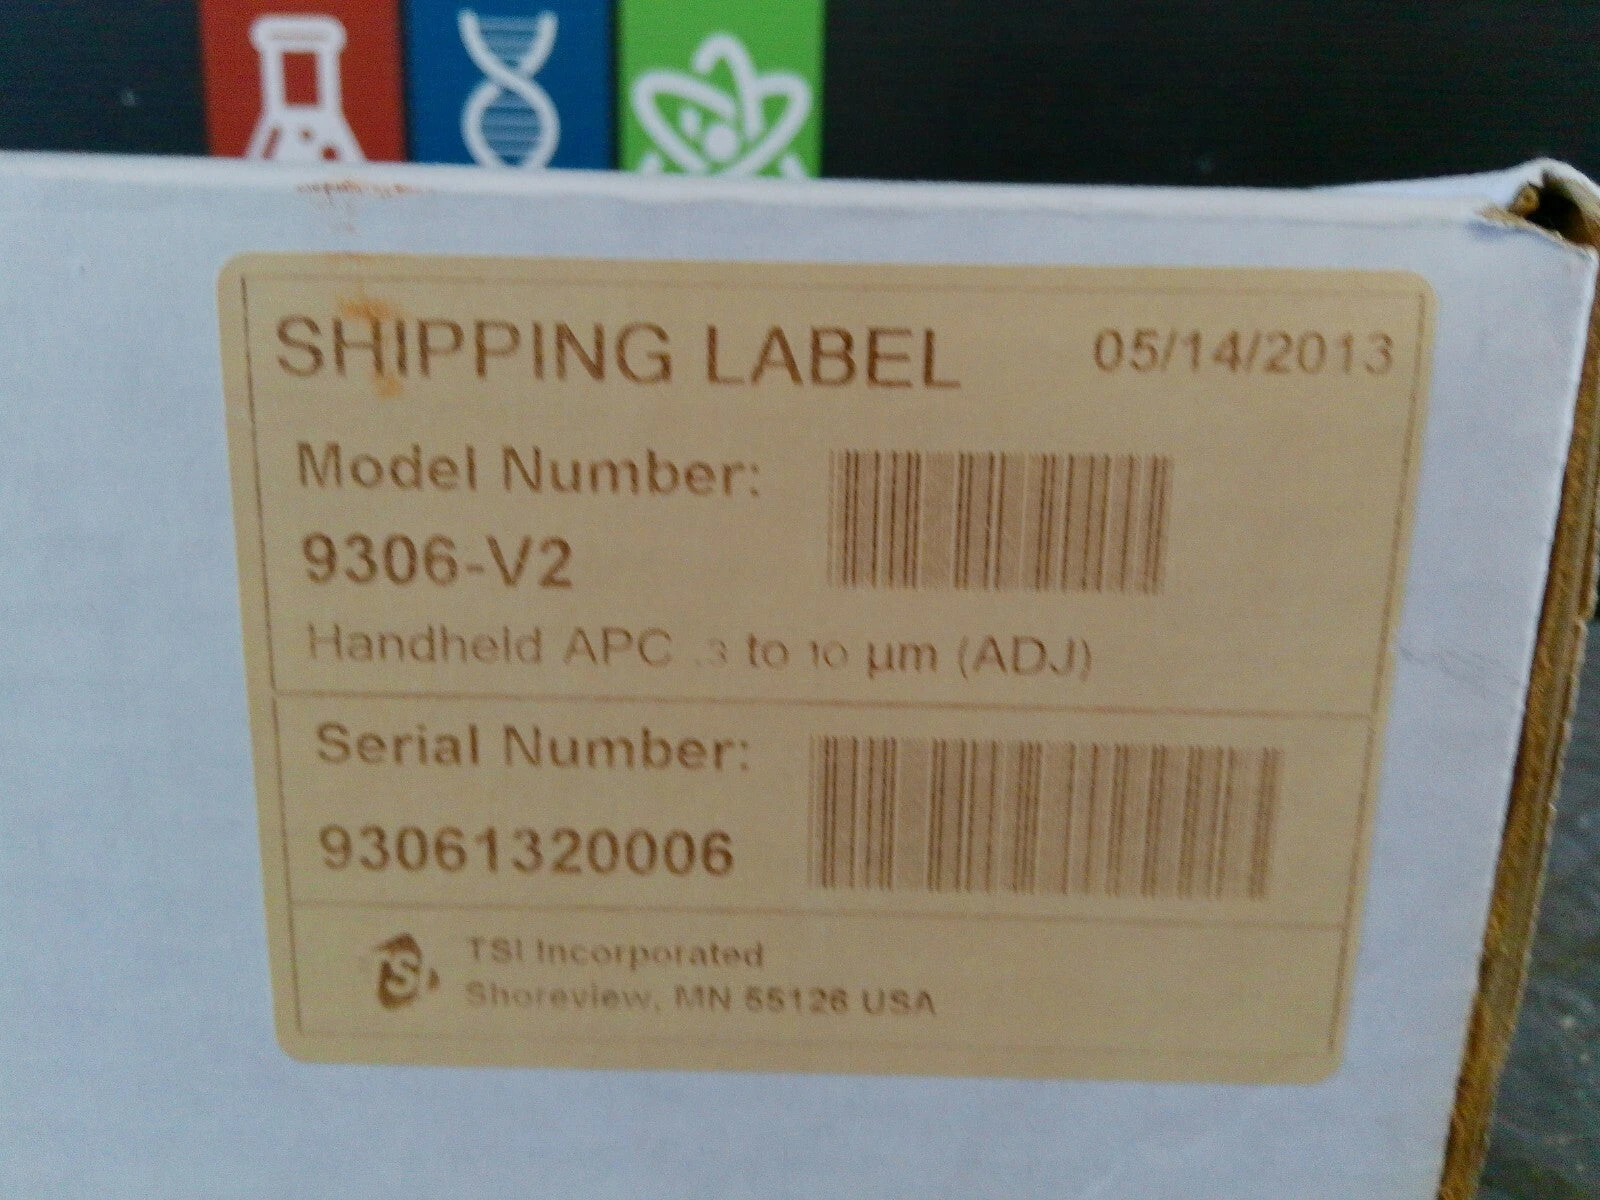 SHIPPING LABEL 05/14/2013
Model Number:
9306-V2
Handheld APC .3 to 10 µm (ADJ)
Serial Number:
93061320006
TSI
TSI Incorporated
Shoreview, MN 55126 USA